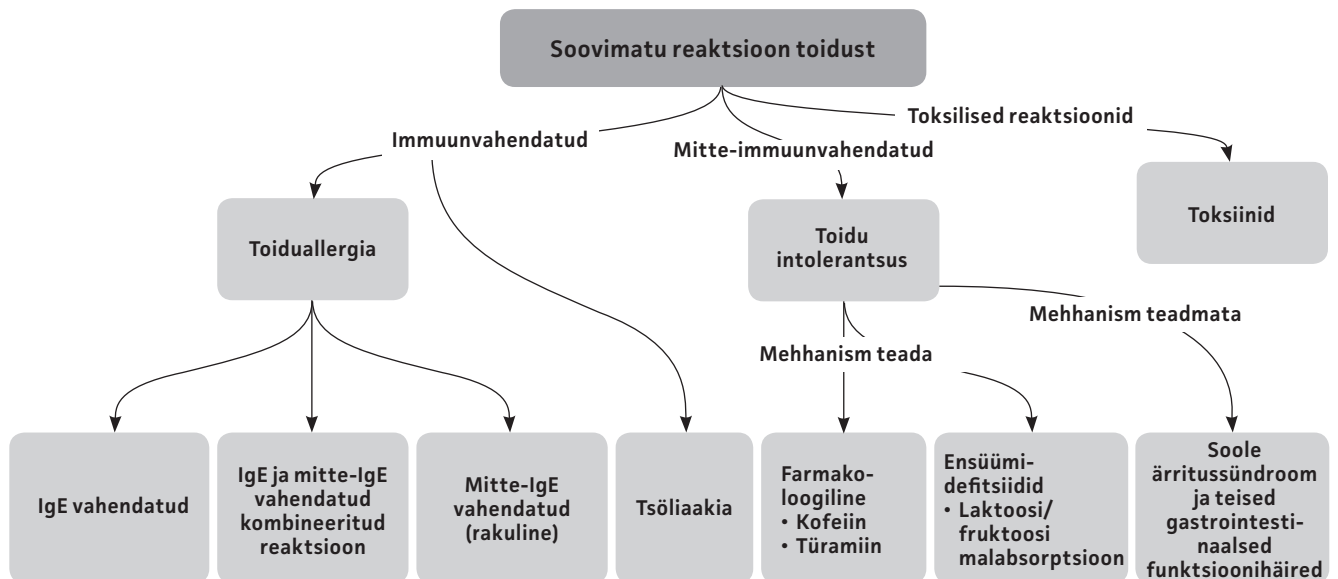 Soovimatu reaktsioon toidust
Toksilised reaktsioonid
Immuunvahendatud
Mitte-immuunvahendatud
Toksiinid
Toiduallergia
Toidu
intolerantsus
Mehhanism teadmata
Mehhanism teada
IgE vahendatud
IgE ja mitte-IgE
vahendatud
kombineeritud
reaktsioon
Mitte-IgE
vahendatud
(rakuline)
Tsöliaakia
Farmako-
loogiline
• Kofeiin
• Türamiin
Ensüümi-
defitsiidid
• Laktoosi/
fruktoosi
malabsorptsioon
Soole
ärritussündroom
ja teised
gastrointesti-
naalsed
funktsioonihäired